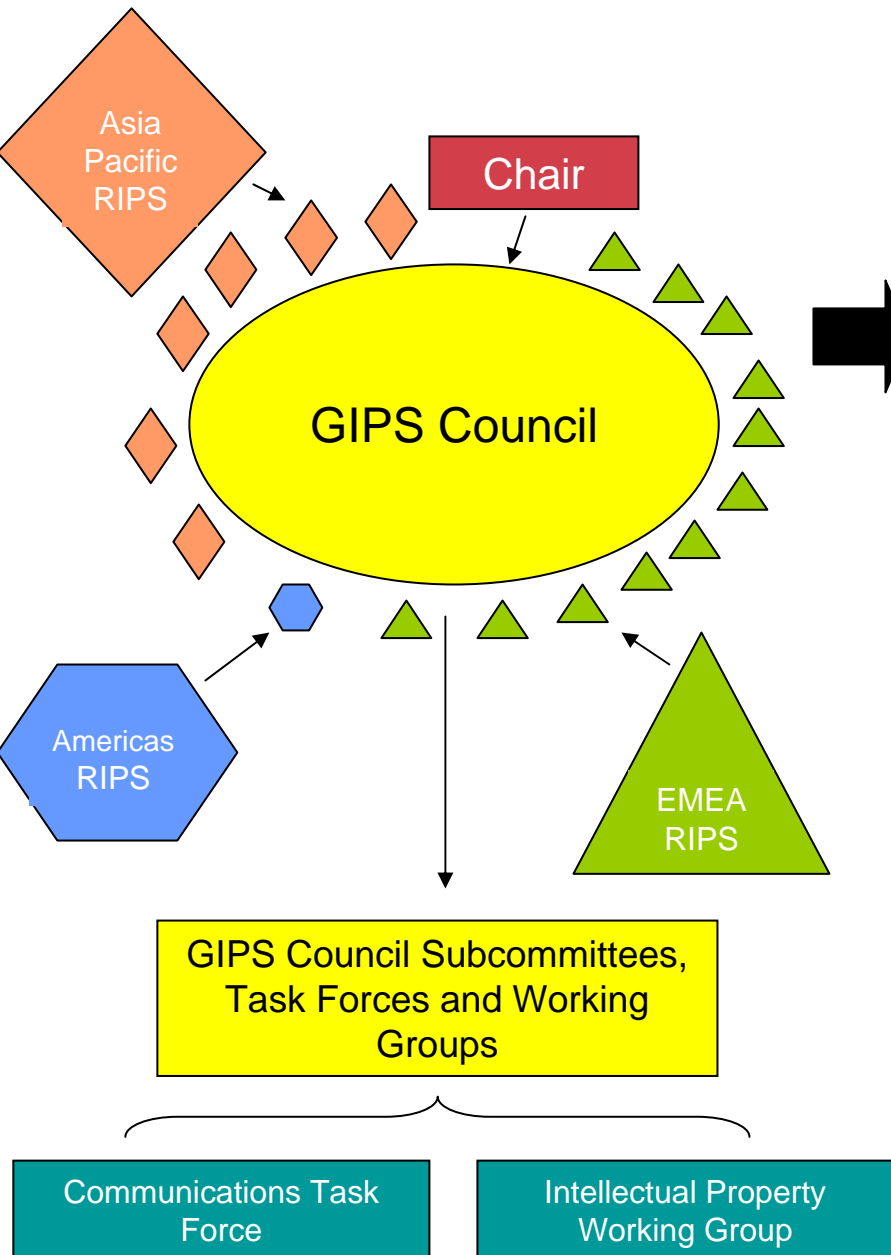 Asia
Pacific
RIPS
Chair
GIPS Council
Americas
RIPS
EMEA
RIPS
GIPS Council Subcommittees,
Task Forces and Working
Groups
Communications Task
Force
Intellectual Property
Working Group